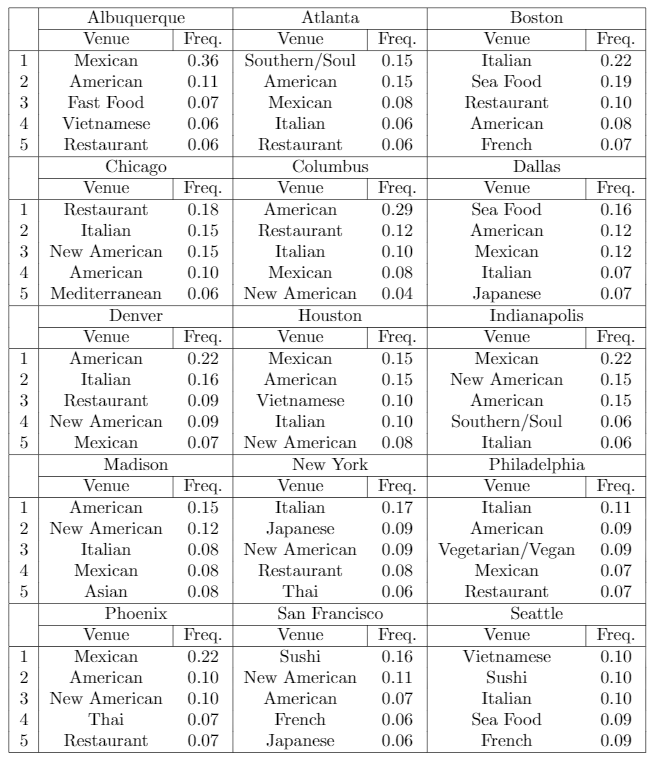 Albuquerque Atlanta Boston
Venue Freq. Venue Freq. Venue Freq.
1 Mexican 0.36 Southern/Soul 0.15 Italian 0.22
2 American 0.11 American 0.15 Sea Food 0.19
3 Fast Food 0.07 Mexican 0.08 Restaurant 0.10
4 Vietnamese 0.06 Italian 0.06 American 0.08
5 Restaurant 0.06 Restaurant 0.06 French 0.07
Chicago Columbus Dallas
Venue Freq. Venue Freq. Venue Freq.
1 Restaurant 0.18 American 0.29 Sea Food 0.16
2 Italian 0.15 Restaurant 0.12 American 0.12
3 New American 0.15 Italian 0.10 Mexican 0.12
4 American 0.10 Mexican 0.08 Italian 0.07
5 Mediterranean 0.06 New American 0.04 Japanese 0.07
Denver Houston Indianapolis
Venue Freq. Venue Freq. Venue Freq.
1 American 0.22 Mexican 0.15 Mexican 0.22
2 Italian 0.16 American 0.15 New American 0.15
3 Restaurant 0.09 Vietnamese 0.10 American 0.15
4 New American 0.09 Italian 0.10 Southern/Soul 0.06
5 Mexican 0.07 New American 0.08 Italian 0.06
Madison New York Philadelphia
Venue Freq. Venue Freq. Venue Freq.
1 American 0.15 Italian 0.17 Italian 0.11
2 New American 0.12 Japanese 0.09 American 0.09
3 Italian 0.08 New American 0.09 Vegetarian/Vegan 0.09
4 Mexican 0.08 Restaurant 0.08 Mexican 0.07
5 Asian 0.08 Thai 0.06 Restaurant 0.07
Phoenix San Francisco Seattle
Venue Freq. Venue Freq. Venue Freq.
1 Mexican 0.22 Sushi 0.16 Vietnamese 0.10
2 American 0.10 New American 0.11 Sushi 0.10
3 New American 0.10 American 0.07 Italian 0.10
4 Thai 0.07 French 0.06 Sea Food 0.09
5 Restaurant 0.07 Japanese 0.06 French 0.09